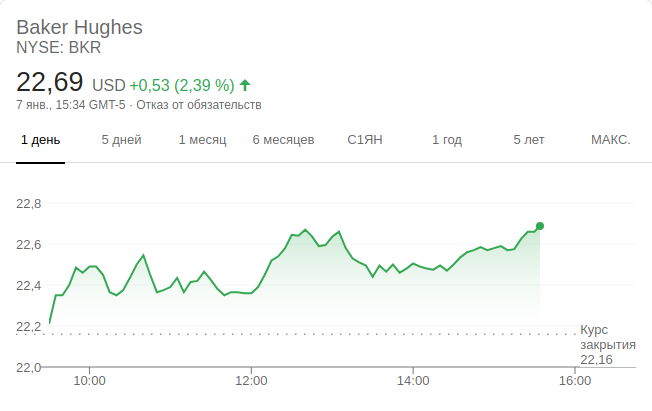 Baker Hughes
NYSE: BKR
22,69 USD +0,53 (2,39 %)
7 янв., 15:34 GMT-5 · Отказ от обязательств
1 день 5 дней 1 месяц 6 месяцев С1ЯН 1 год 5 лет МАКС.
22,8
22,6
22,4
22,2
Курс
закрытия
22,16
22,0
10:00 12:00 14:00 16:00